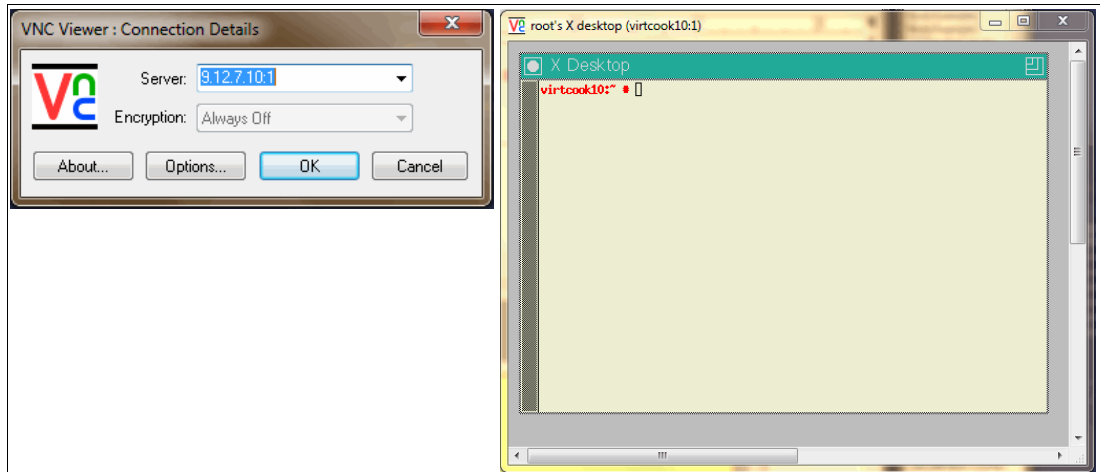 VNC Viewer : Connection Details
Server: 9.12.7.10:1
Encryption: Always Off
About... Options... OK Cancel
root's X desktop (virtcook10:1)
X Desktop
virtcook10:~ #